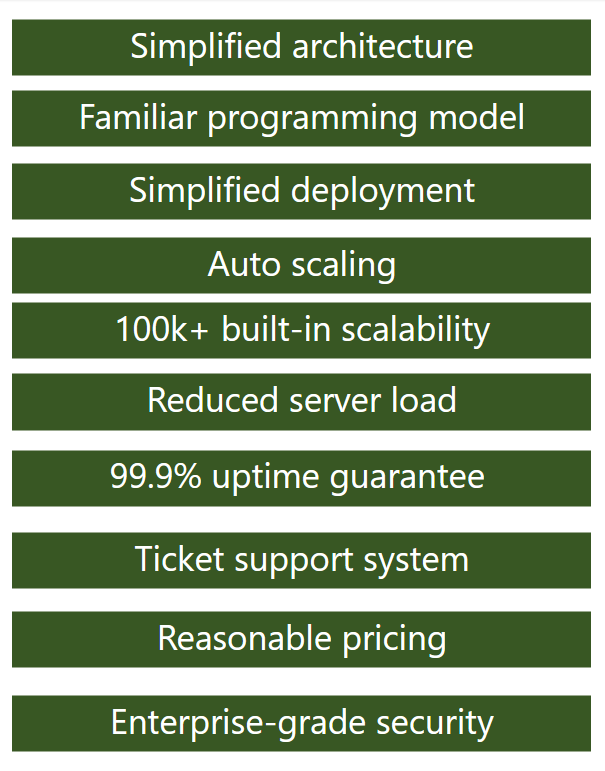 Simplified architecture
Familiar programming model
Simplified deployment
Auto scaling
100k+ built-in scalability
Reduced server load
99.9% uptime guarantee
Ticket support system
Reasonable pricing
Enterprise-grade security